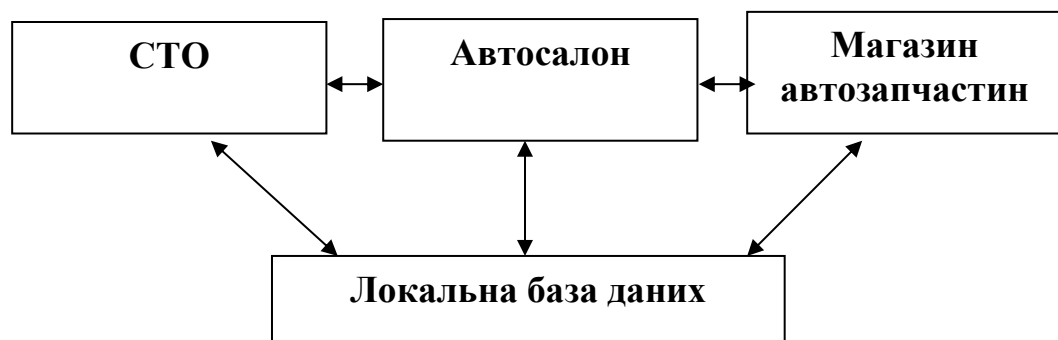 СТО
Автосалон
Магазин
автозапчастин
Локальна база даних